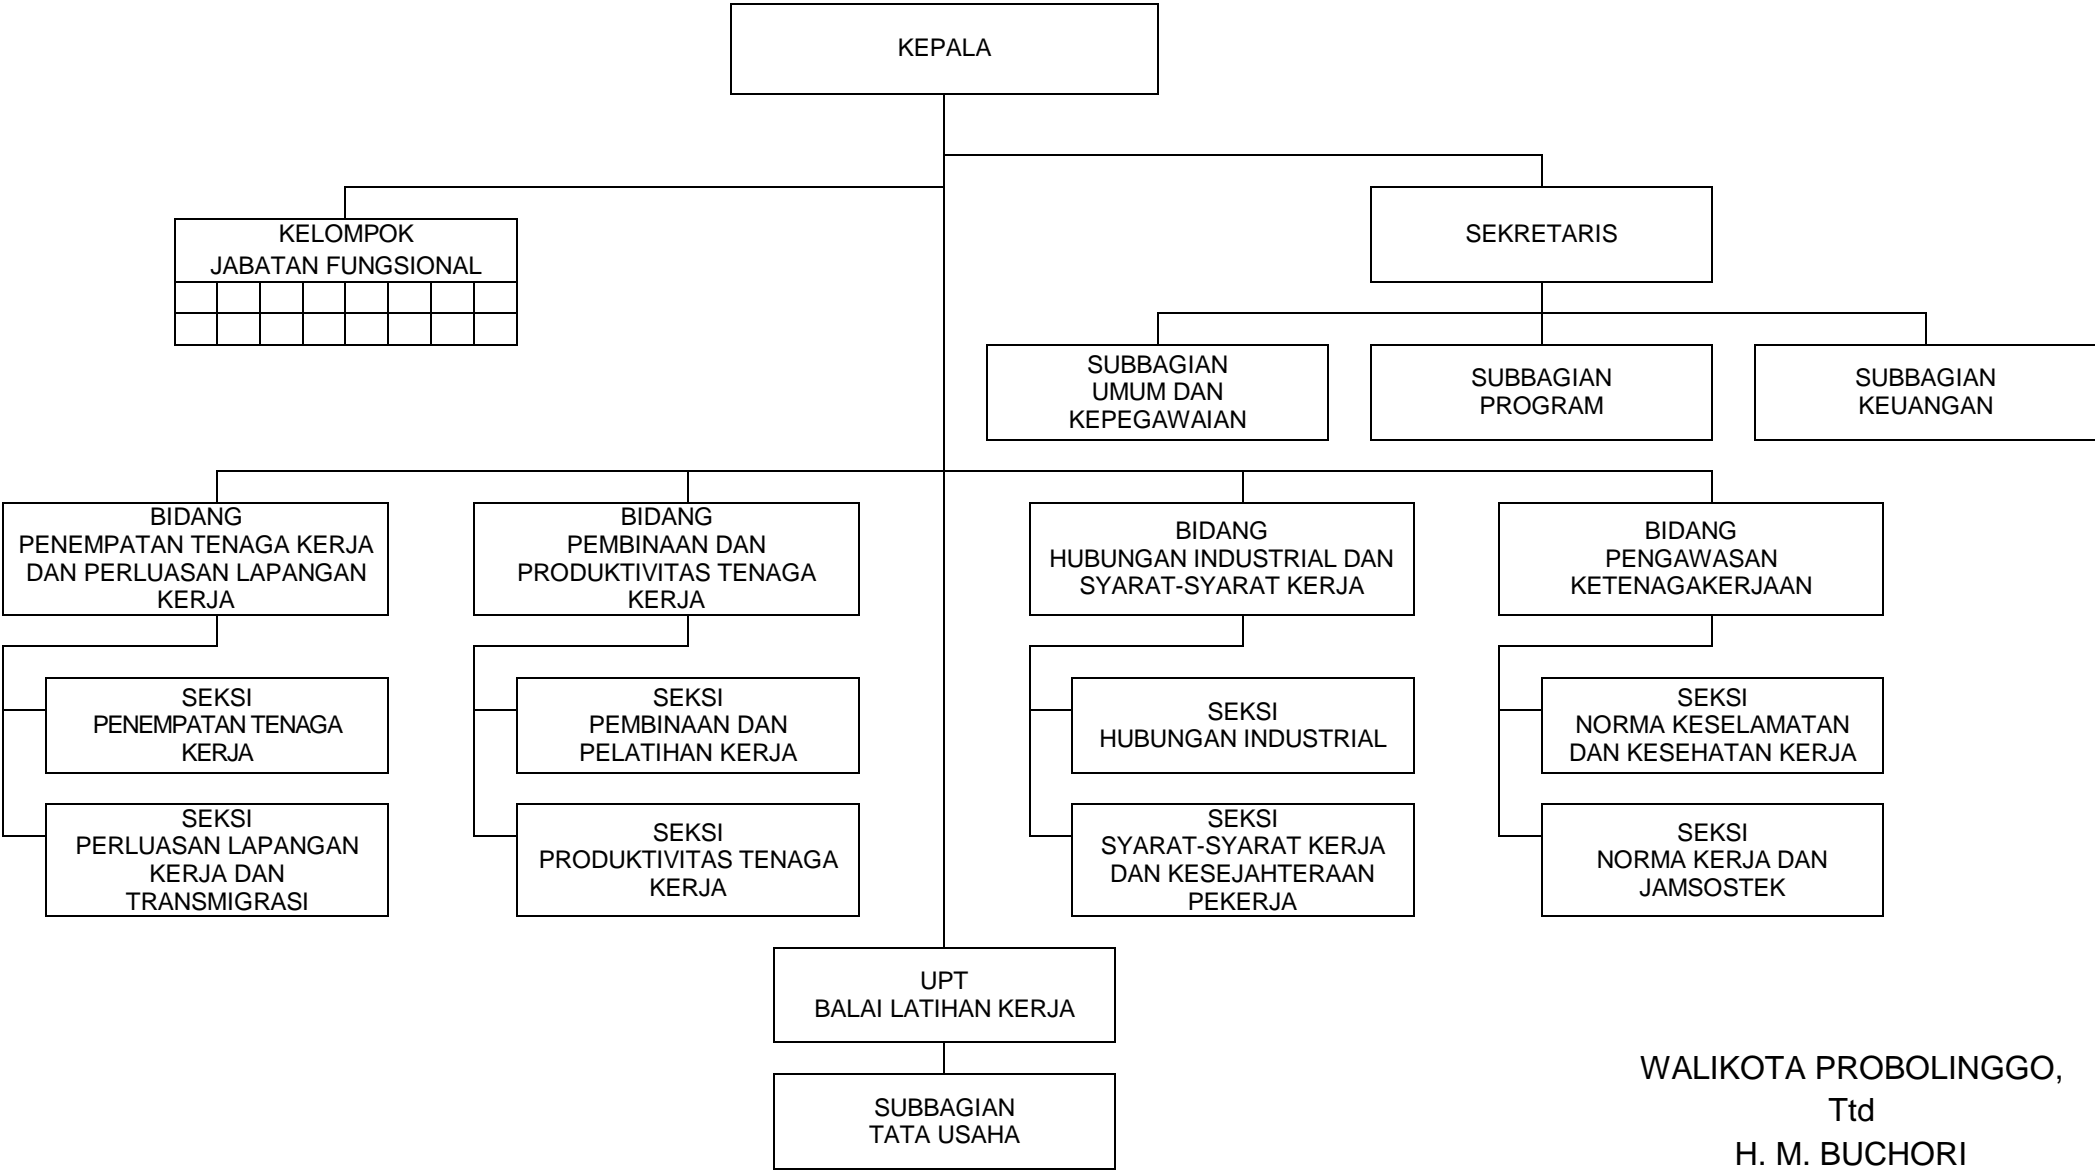 KEPALA
KELOMPOK
JABATAN FUNGSIONAL
SEKRETARIS
SUBBAGIAN
UMUM DAN
KEPEGAWAIAN
SUBBAGIAN
PROGRAM
SUBBAGIAN
KEUANGAN
BIDANG
PENEMPATAN TENAGA KERJA
DAN PERLUASAN LAPANGAN
KERJA
BIDANG
PEMBINAAN DAN
PRODUKTIVITAS TENAGA
KERJA
BIDANG
HUBUNGAN INDUSTRIAL DAN
SYARAT-SYARAT KERJA
BIDANG
PENGAWASAN
KETENAGAKERJAAN
SEKSI
PENEMPATAN TENAGA
KERJA
SEKSI
PEMBINAAN DAN
PELATIHAN KERJA
SEKSI
HUBUNGAN INDUSTRIAL
SEKSI
NORMA KESELAMATAN
DAN KESEHATAN KERJA
SEKSI
PERLUASAN LAPANGAN
KERJA DAN
TRANSMIGRASI
SEKSI
PRODUKTIVITAS TENAGA
KERJA
SEKSI
SYARAT-SYARAT KERJA
DAN KESEJAHTERAAN
PEKERJA
SEKSI
NORMA KERJA DAN
JAMSOSTEK
UPT
BALAI LATIHAN KERJA
SUBBAGIAN
TATA USAHA
WALIKOTA PROBOLINGGO,
Ttd
H. M. BUCHORI